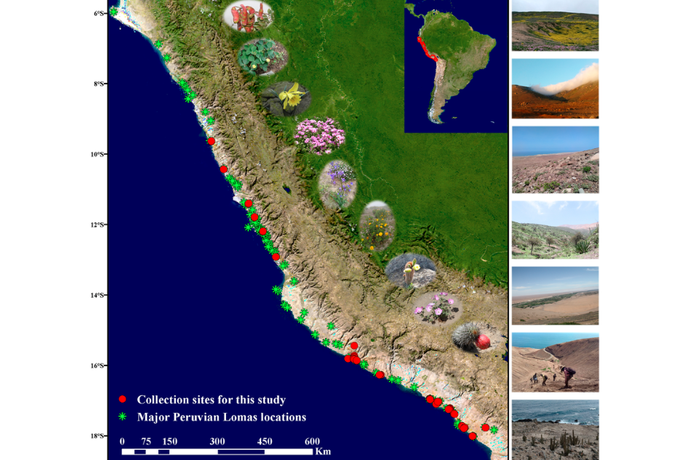 6°S
8°S
10°S
12°S
14°S
16°S
18°S
Collection sites for this study
Major Peruvian Lomas locations
0 75 150 300 450 600
Km